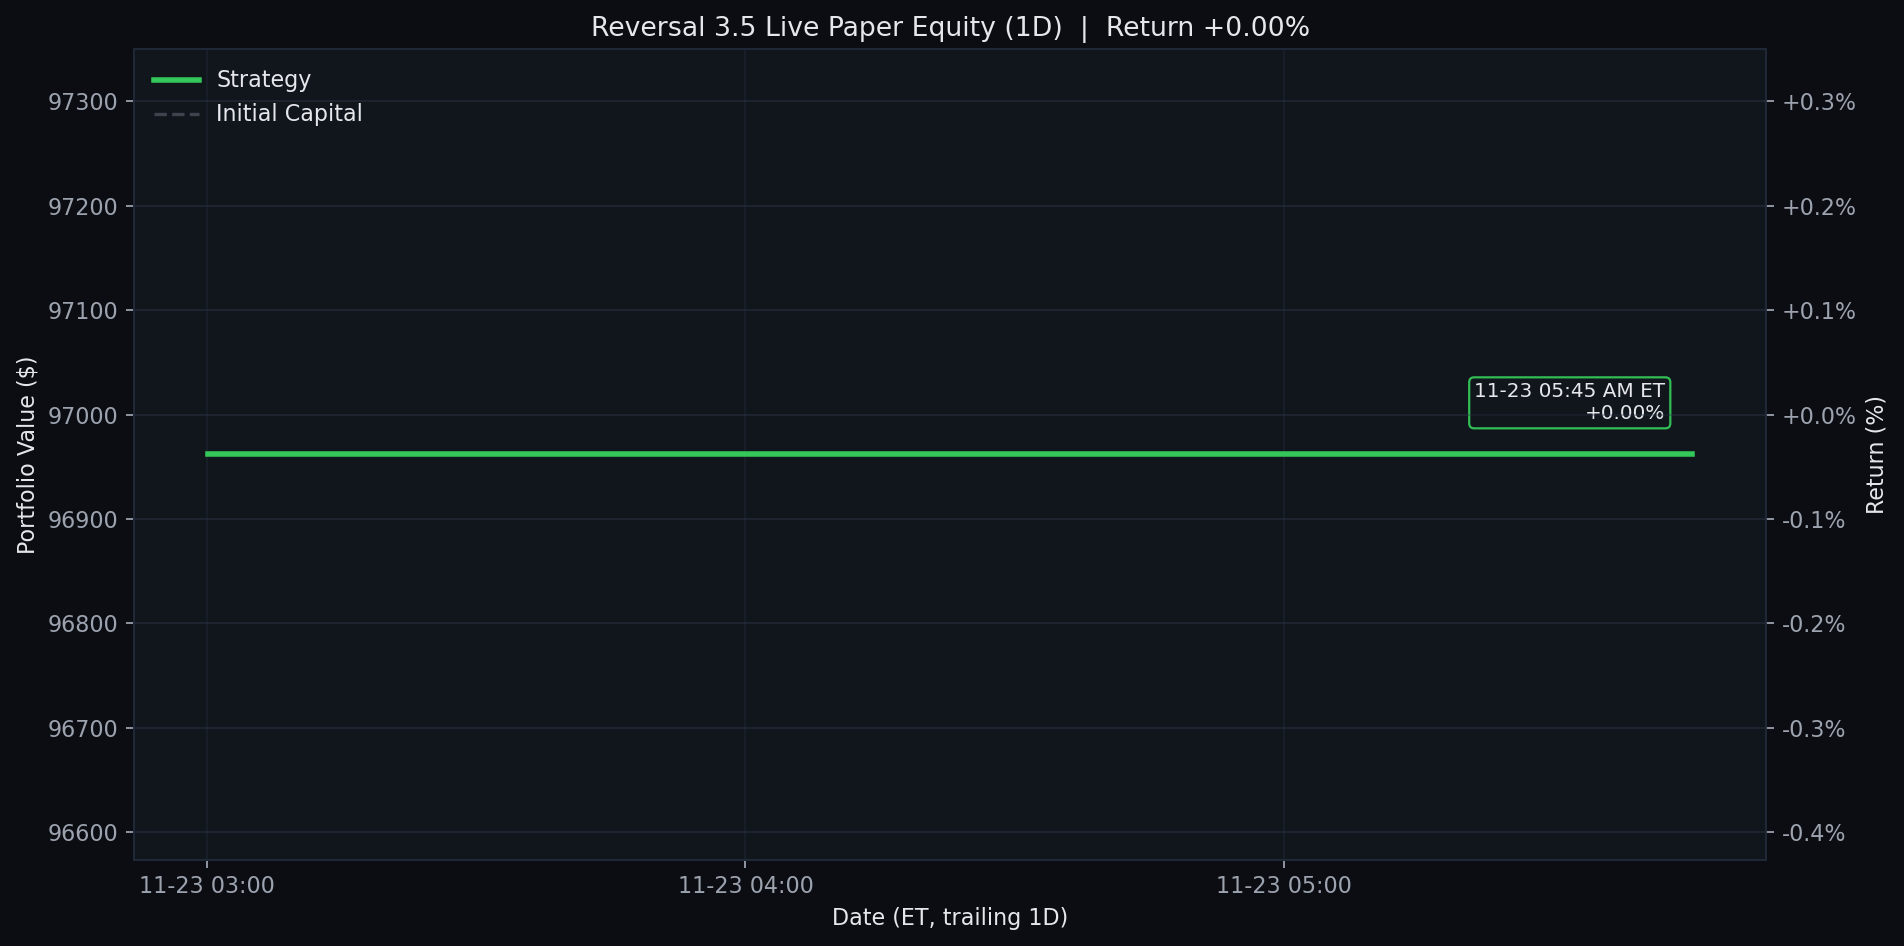 Reversal 3.5 Live Paper Equity (1D)  |  Return +0.00%
Strategy
Initial Capital
97300
97200
97100
97000
96900
96800
96700
96600
Portfolio Value ($)
+0.3%
+0.2%
+0.1%
+0.0%
-0.1%
-0.2%
-0.3%
-0.4%
Return (%)
11-23 05:45 AM ET
+0.00%
11-23 03:00
11-23 04:00
11-23 05:00
Date (ET, trailing 1D)